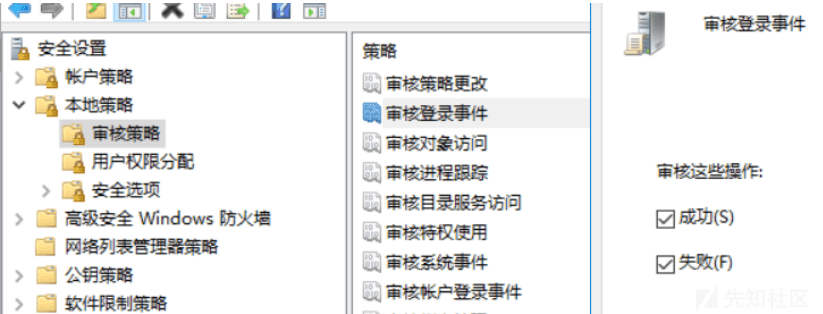 安全设置
帐户策略
本地策略
审核策略
用户权限分配
安全选项
高级安全 Windows 防火墙
网络列表管理器策略
公钥策略
软件限制策略
策略
审核策略更改
审核登录事件
审核对象访问
审核进程跟踪
审核目录服务访问
审核特权使用
审核系统事件
审核帐户登录事件
审核登录事件
审核这些操作:
成功(S)
失败(F)
先知社区